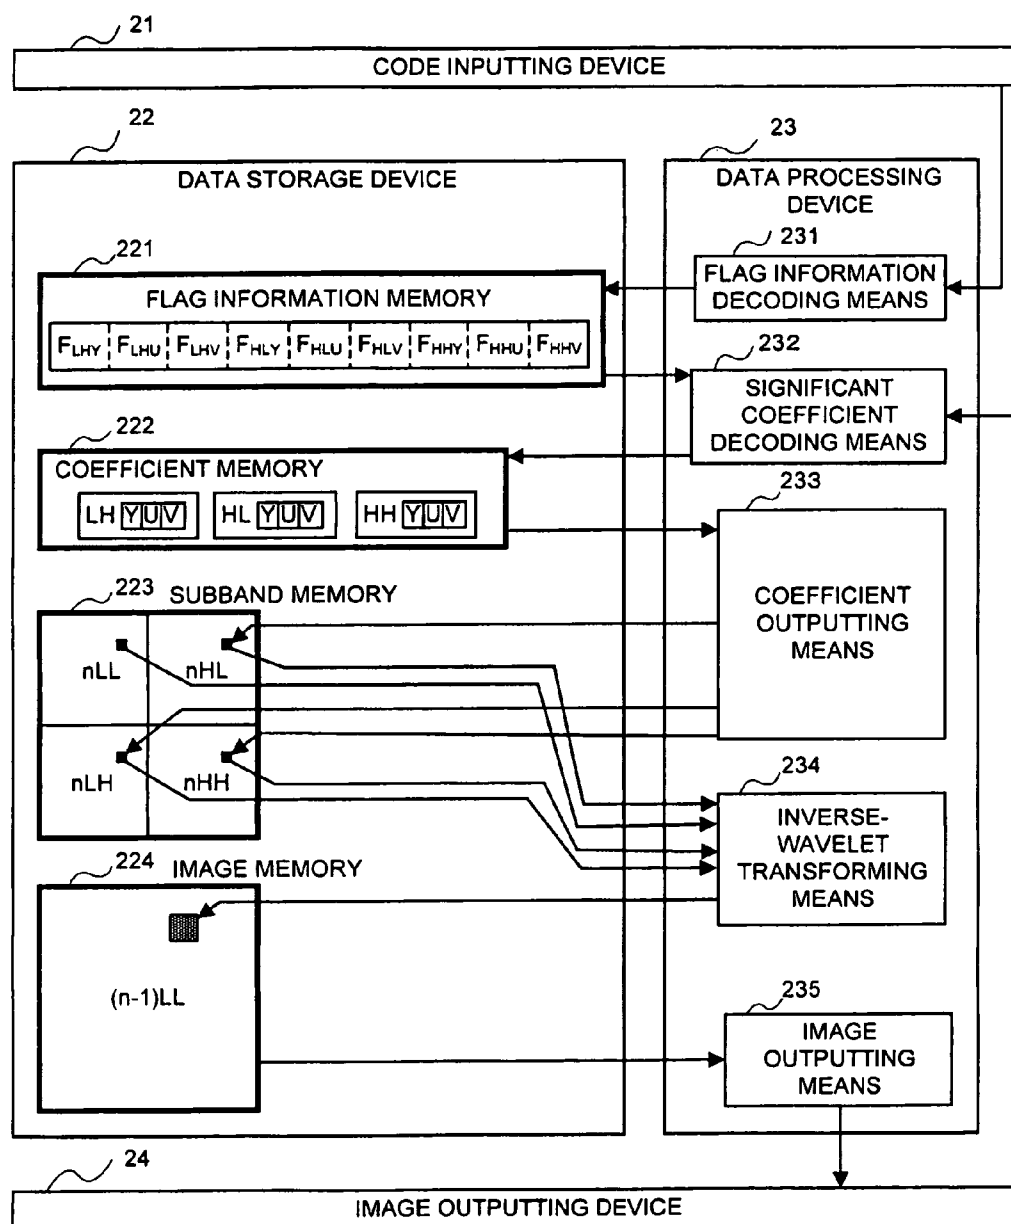 21
CODE INPUTTING DEVICE
22
DATA STORAGE DEVICE
23
DATA PROCESSING
DEVICE
221
FLAG INFORMATION MEMORY
FLHY FLHU FLHV FHLY FHLU FHLV FHHY FHHU FHHV
231
FLAG INFORMATION
DECODING MEANS
232
SIGNIFICANT
COEFFICIENT
DECODING MEANS
222
COEFFICIENT MEMORY
LH Y U V HL Y U V HH Y U V
233
COEFFICIENT
OUTPUTTING
MEANS
223
SUBBAND MEMORY
nLL nHL
nLH nHH
234
INVERSE-
WAVELET
TRANSFORMING
MEANS
224
IMAGE MEMORY
(n-1)LL
235
IMAGE
OUTPUTTING
MEANS
24
IMAGE OUTPUTTING DEVICE